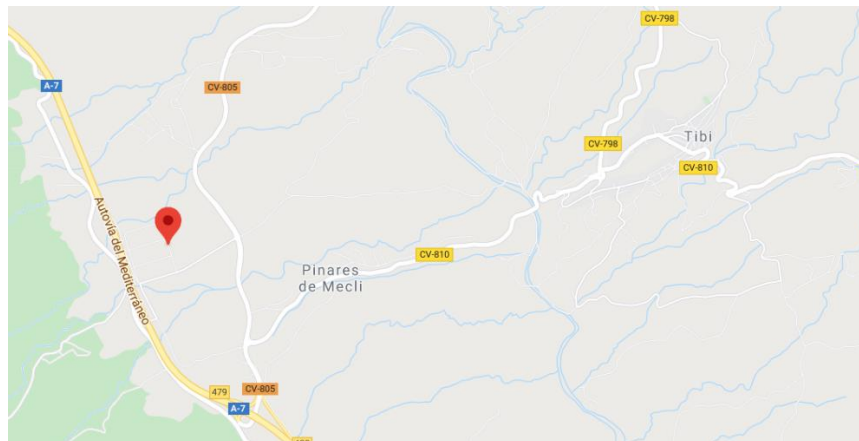 CV-798
A-7
CV-805
Tibi
CV-798
CV-810
Autovía del Mediterráneo
CV-810
Pinares
de Mecli
479
CV-805
A-7